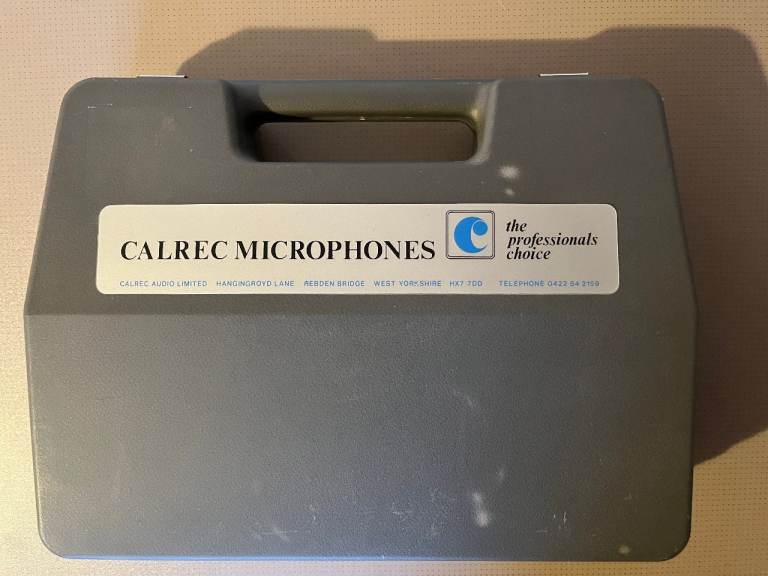 CALREC MICROPHONES
the
professionals
choice
CALREC AUDIO LIMITED HANGINGROYD LANE HEBDEN BRIDGE WEST YORKSHIRE HX7 7DD TELEPHONE 0422 84 2159